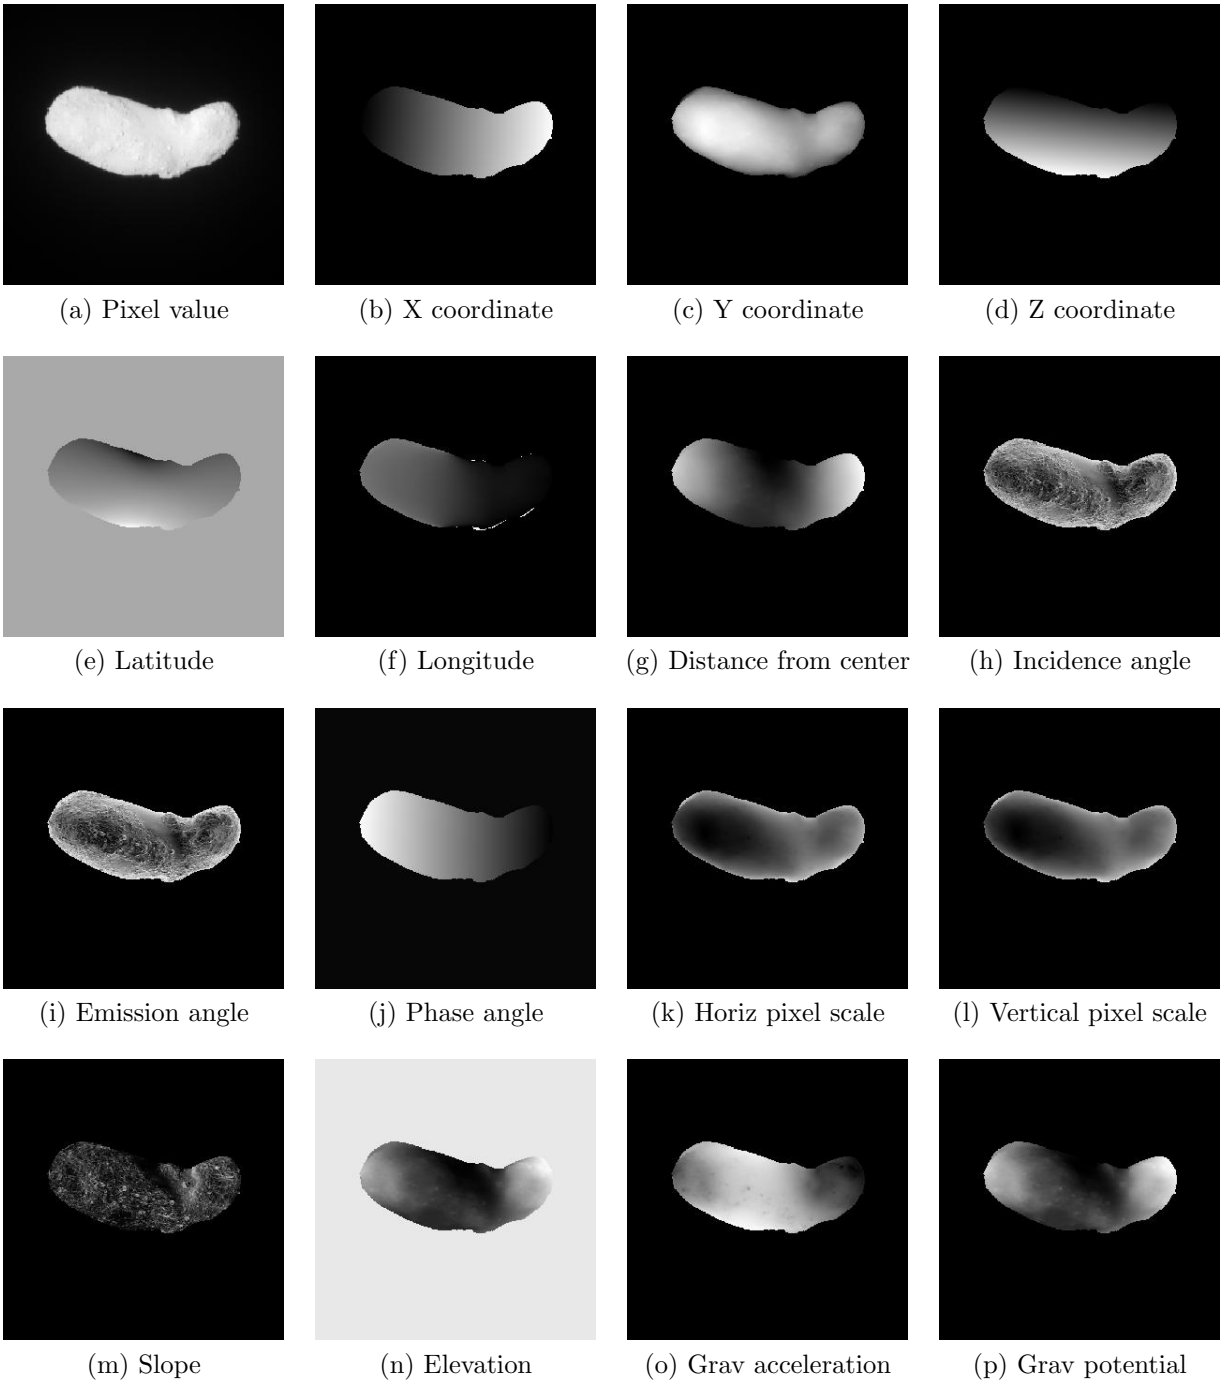 (a) Pixel value
(b) X coordinate
(c) Y coordinate
(d) Z coordinate
(e) Latitude
(f) Longitude
(g) Distance from center
(h) Incidence angle
(i) Emission angle
(j) Phase angle
(k) Horiz pixel scale
(l) Vertical pixel scale
(m) Slope
(n) Elevation
(o) Grav acceleration
(p) Grav potential